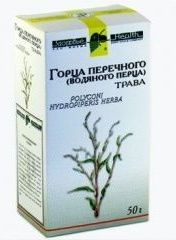 Здоровье Health
Горца перечного
(водяного перца)
трава
POLYGONI
HYDROPIPERIS HERBA
50 г